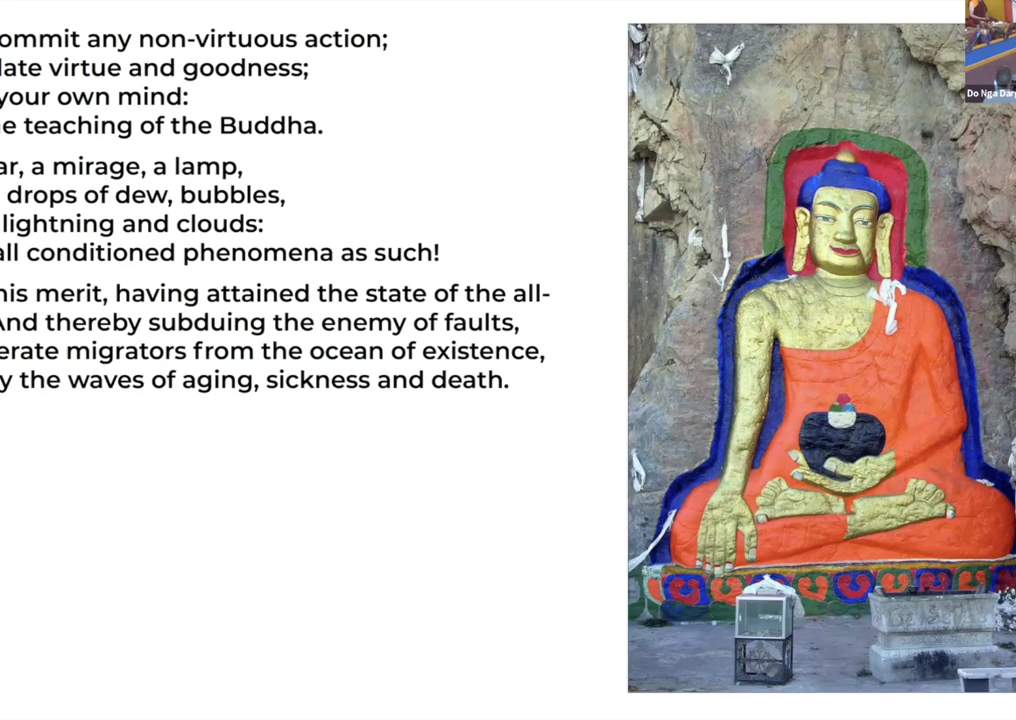 ommit any non-virtuous action;
late virtue and goodness;
your own mind:
e teaching of the Buddha.
ar, a mirage, a lamp,
drops of dew, bubbles,
lightning and clouds:
all conditioned phenomena as such!
his merit, having attained the state of the all-
And thereby subduing the enemy of faults,
erate migrators from the ocean of existence,
y the waves of aging, sickness and death.
Do Nga Darg